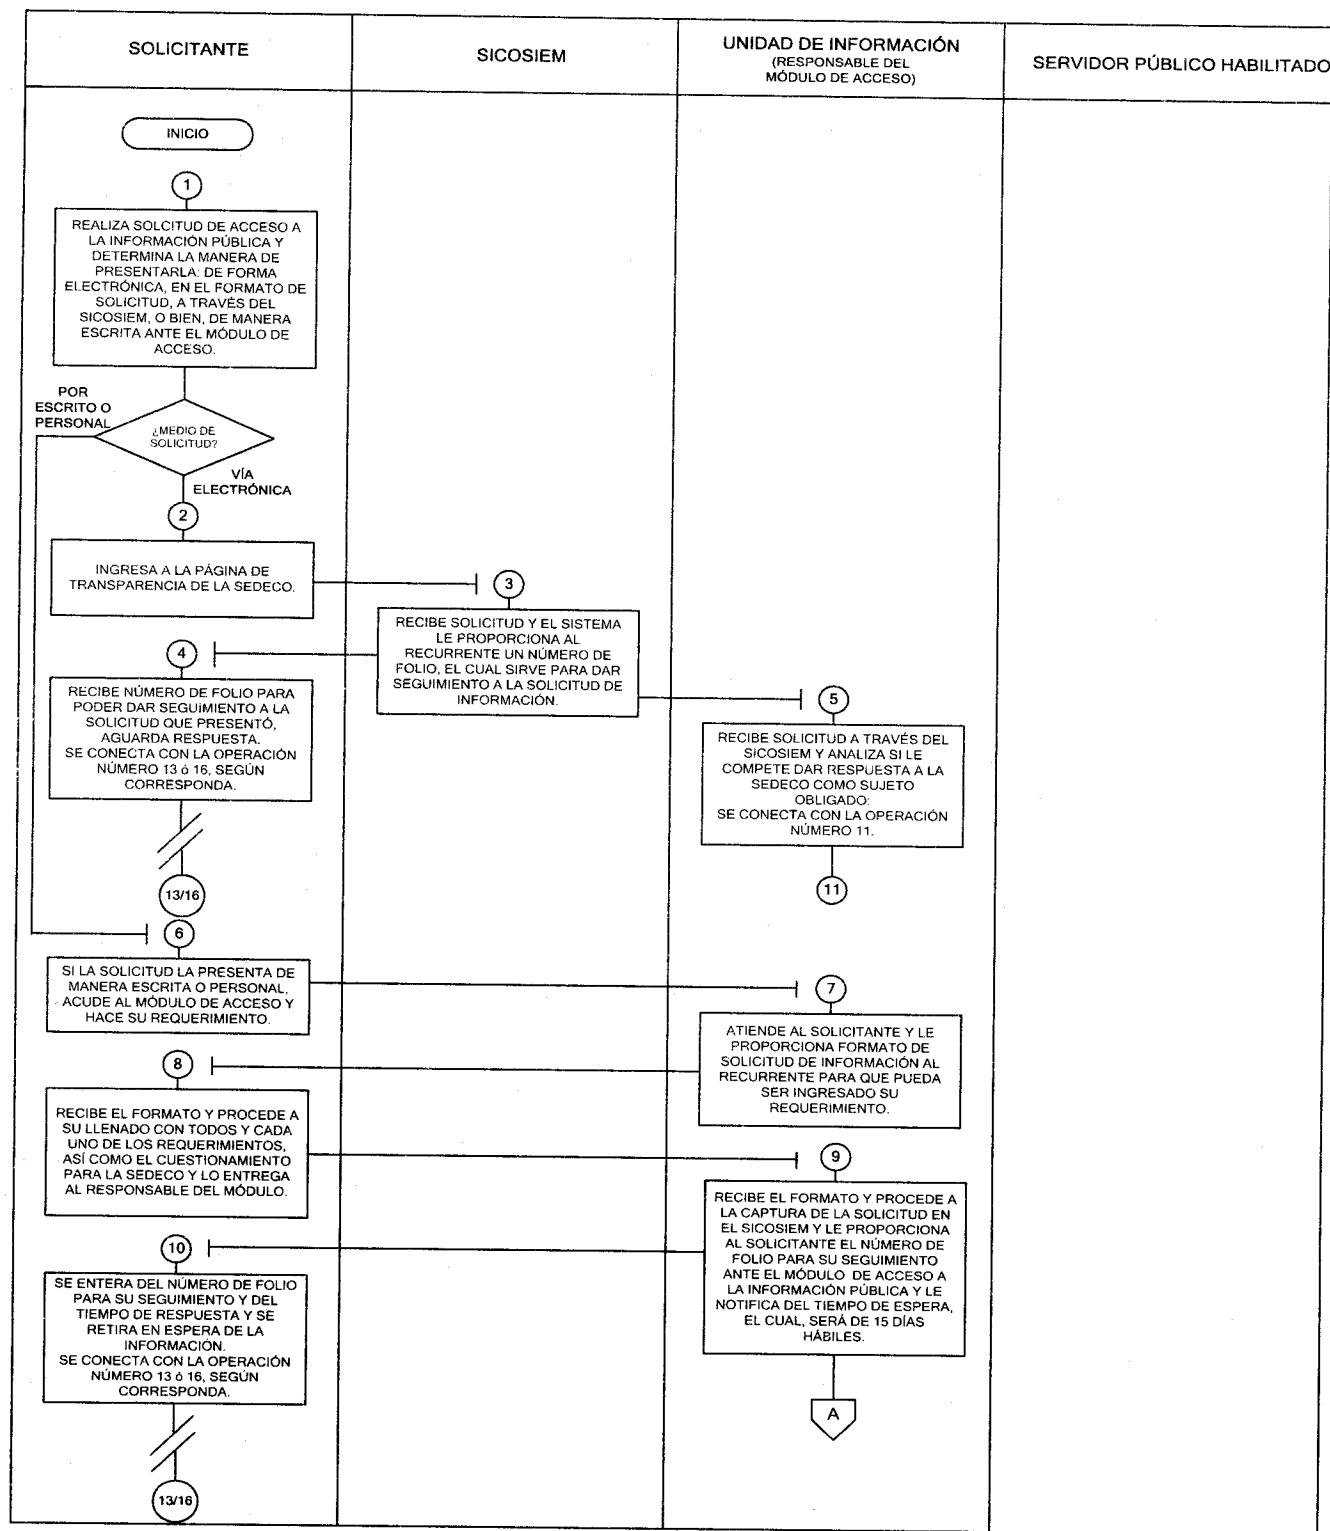 SOLICITANTE
SICOSIEM
UNIDAD DE INFORMACIÓN
(RESPONSABLE DEL
MÓDULO DE ACCESO)
SERVIDOR PÚBLICO HABILITADO
INICIO
1
REALIZA SOLCITUD DE ACCESO A
LA INFORMACIÓN PÚBLICA Y
DETERMINA LA MANERA DE
PRESENTARLA: DE FORMA
ELECTRÓNICA, EN EL FORMATO DE
SOLICITUD, A TRAVÉS DEL
SICOSIEM, O BIEN, DE MANERA
ESCRITA ANTE EL MÓDULO DE
ACCESO.
POR
ESCRITO O
PERSONAL
¿MEDIO DE
SOLICITUD?
VÍA
ELECTRÓNICA
2
INGRESA A LA PÁGINA DE
TRANSPARENCIA DE LA SEDECO.
3
RECIBE SOLICITUD Y EL SISTEMA
LE PROPORCIONA AL
RECURRENTE UN NÚMERO DE
FOLIO, EL CUAL SIRVE PARA DAR
SEGUIMIENTO A LA SOLICITUD DE
INFORMACIÓN.
4
RECIBE NÚMERO DE FOLIO PARA
PODER DAR SEGUIMIENTO A LA
SOLICITUD QUE PRESENTÓ,
AGUARDA RESPUESTA.
SE CONECTA CON LA OPERACIÓN
NÚMERO 13 ó 16, SEGÚN
CORRESPONDA.
13/16
5
RECIBE SOLICITUD A TRAVÉS DEL
SICOSIEM Y ANALIZA SI LE
COMPETE DAR RESPUESTA A LA
SEDECO COMO SUJETO
OBLIGADO:
SE CONECTA CON LA OPERACIÓN
NÚMERO 11.
11
6
SI LA SOLICITUD LA PRESENTA DE
MANERA ESCRITA O PERSONAL,
ACUDE AL MÓDULO DE ACCESO Y
HACE SU REQUERIMIENTO.
7
ATIENDE AL SOLICITANTE Y LE
PROPORCIONA FORMATO DE
SOLICITUD DE INFORMACIÓN AL
RECURRENTE PARA QUE PUEDA
SER INGRESADO SU
REQUERIMIENTO.
8
RECIBE EL FORMATO Y PROCEDE A
SU LLENADO CON TODOS Y CADA
UNO DE LOS REQUERIMIENTOS,
ASÍ COMO EL CUESTIONAMIENTO
PARA LA SEDECO Y LO ENTREGA
AL RESPONSABLE DEL MÓDULO.
9
RECIBE EL FORMATO Y PROCEDE A
LA CAPTURA DE LA SOLICITUD EN
EL SICOSIEM Y LE PROPORCIONA
AL SOLICITANTE EL NÚMERO DE
FOLIO PARA SU SEGUIMIENTO
ANTE EL MÓDULO DE ACCESO A
LA INFORMACIÓN PÚBLICA Y LE
NOTIFICA DEL TIEMPO DE ESPERA,
EL CUAL, SERÁ DE 15 DÍAS
HÁBILES.
A
10
SE ENTERA DEL NÚMERO DE FOLIO
PARA SU SEGUIMIENTO Y DEL
TIEMPO DE RESPUESTA Y SE
RETIRA EN ESPERA DE LA
INFORMACIÓN.
SE CONECTA CON LA OPERACIÓN
NÚMERO 13 ó 16, SEGÚN
CORRESPONDA.
13/16